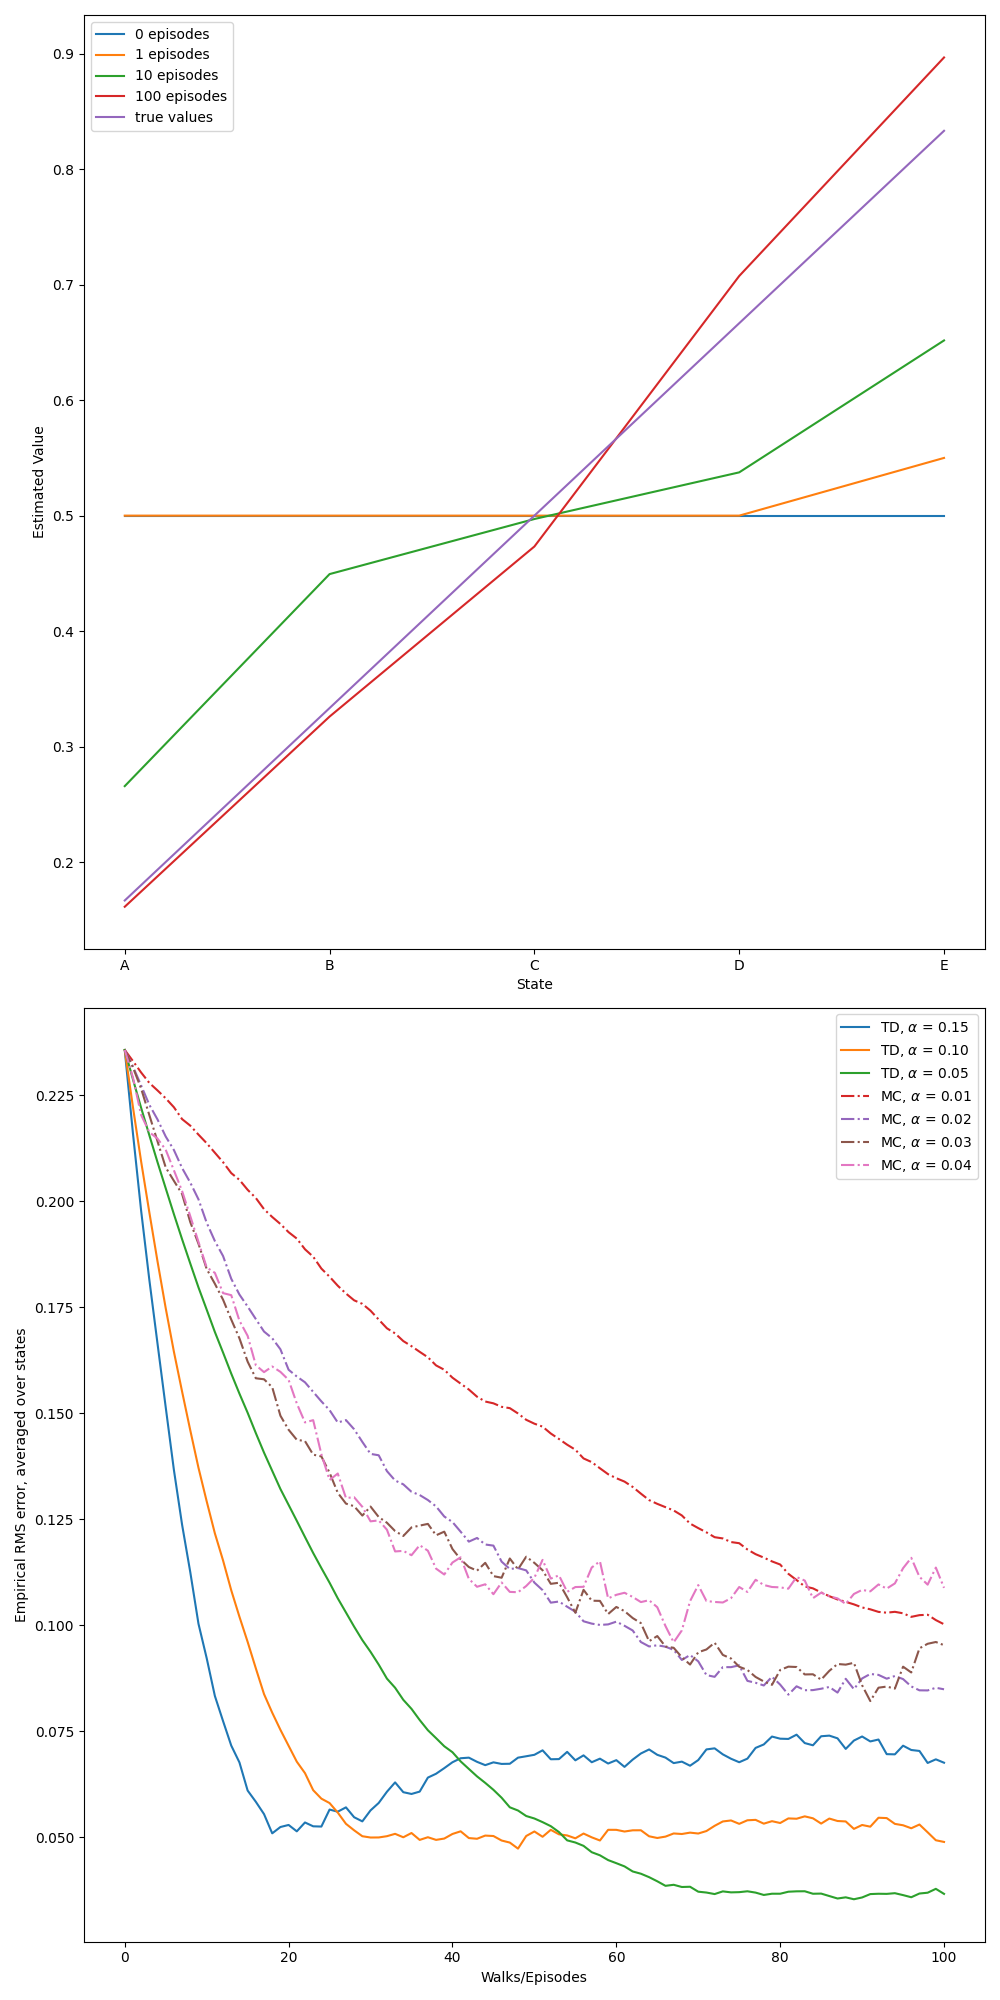 0 episodes
1 episodes
10 episodes
100 episodes
true values
0.9
0.8
0.7
0.6
0.5
0.4
0.3
0.2
Estimated Value
A B C D E
State
TD, α = 0.15
TD, α = 0.10
TD, α = 0.05
MC, α = 0.01
MC, α = 0.02
MC, α = 0.03
MC, α = 0.04
0.225
0.200
0.175
0.150
0.125
0.100
0.075
0.050
Empirical RMS error, averaged over states
0 20 40 60 80 100
Walks/Episodes